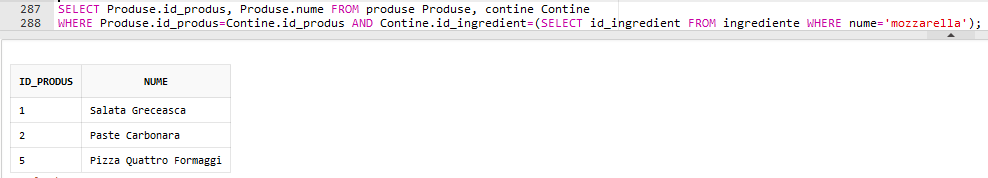 287 SELECT Produse.id_produs, Produse.nume FROM produse Produse, contine Contine
288 WHERE Produse.id_produs=Contine.id_produs AND Contine.id_ingredient=(SELECT id_ingredient FROM ingrediente WHERE nume='mozzarella');
ID_PRODUS NUME
1 Salata Greceasca
2 Paste Carbonara
5 Pizza Quattro Formaggi